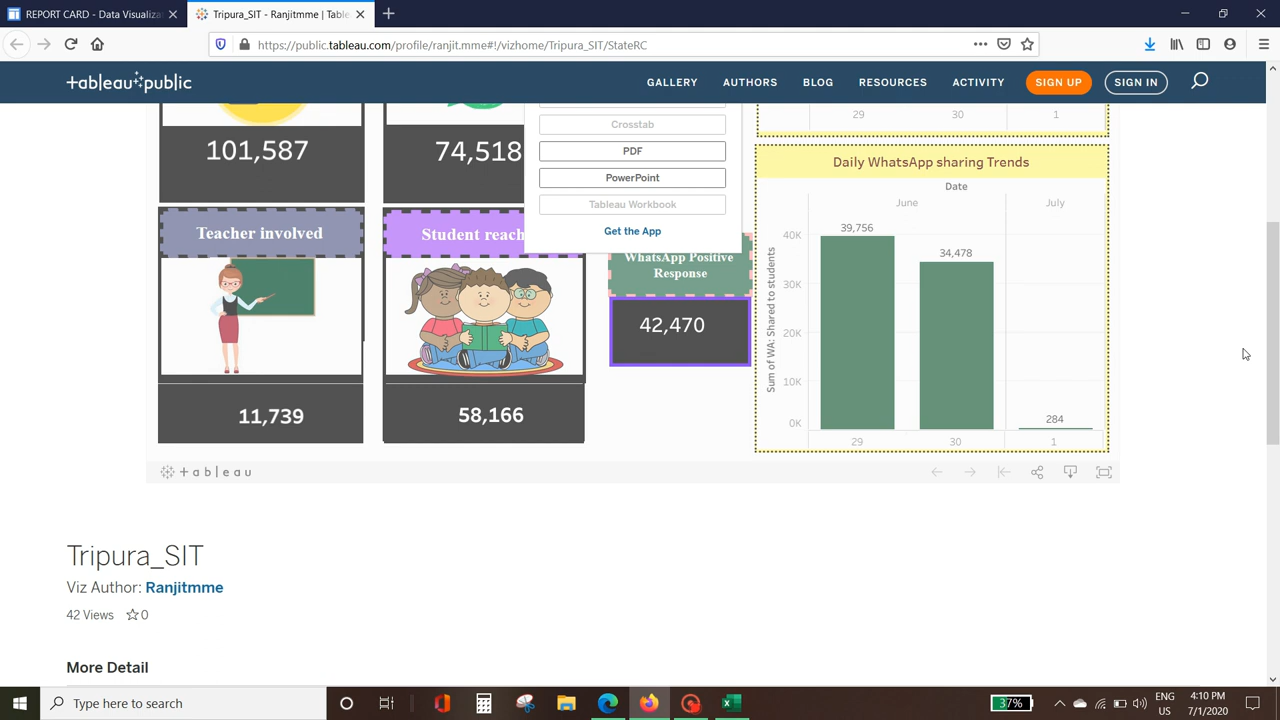 REPORT CARD - Data Visualiza
Tripura_SIT - Ranjitmme | Table
https://public.tableau.com/profile/ranjit.mme#!/vizhome/Tripura_SIT/StateRC
+ableau+public
GALLERY AUTHORS BLOG RESOURCES ACTIVITY SIGN UP SIGN IN
101,587
74,518
Crosstab
PDF
PowerPoint
Tableau Workbook
Get the App
29 30 1
Teacher involved
Student reach
WhatsApp Positive
Response
42,470
11,739
58,166
Daily WhatsApp sharing Trends
Date
June July
Sum of WA: Shared to students
40K
30K
20K
10K
0K
39,756
34,478
284
29 30 1
+ a b | e a u
Tripura_SIT
Viz Author: Ranjitmme
42 Views ☆0
More Detail
Type here to search
37%
ENG
US
4:10 PM
7/1/2020